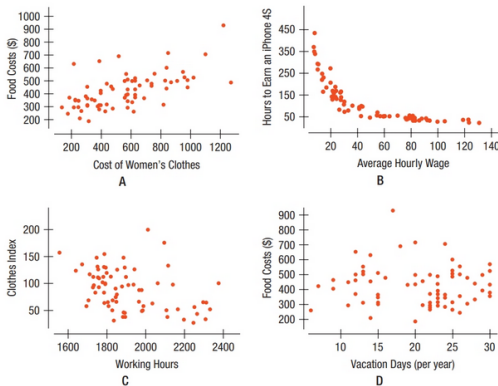 1000
900
800
700
600
500
400
300
200
Food Costs ($)
200 400 600 800 1000 1200
Cost of Women's Clothes
A
450
350
250
150
50
Hours to Earn an iPhone 4S
20 40 60 80 100 120 140
Average Hourly Wage
B
200
150
100
50
Clothes Index
1600 1800 2000 2200 2400
Working Hours
C
900
800
700
600
500
400
300
200
Food Costs ($)
10 15 20 25 30
Vacation Days (per year)
D